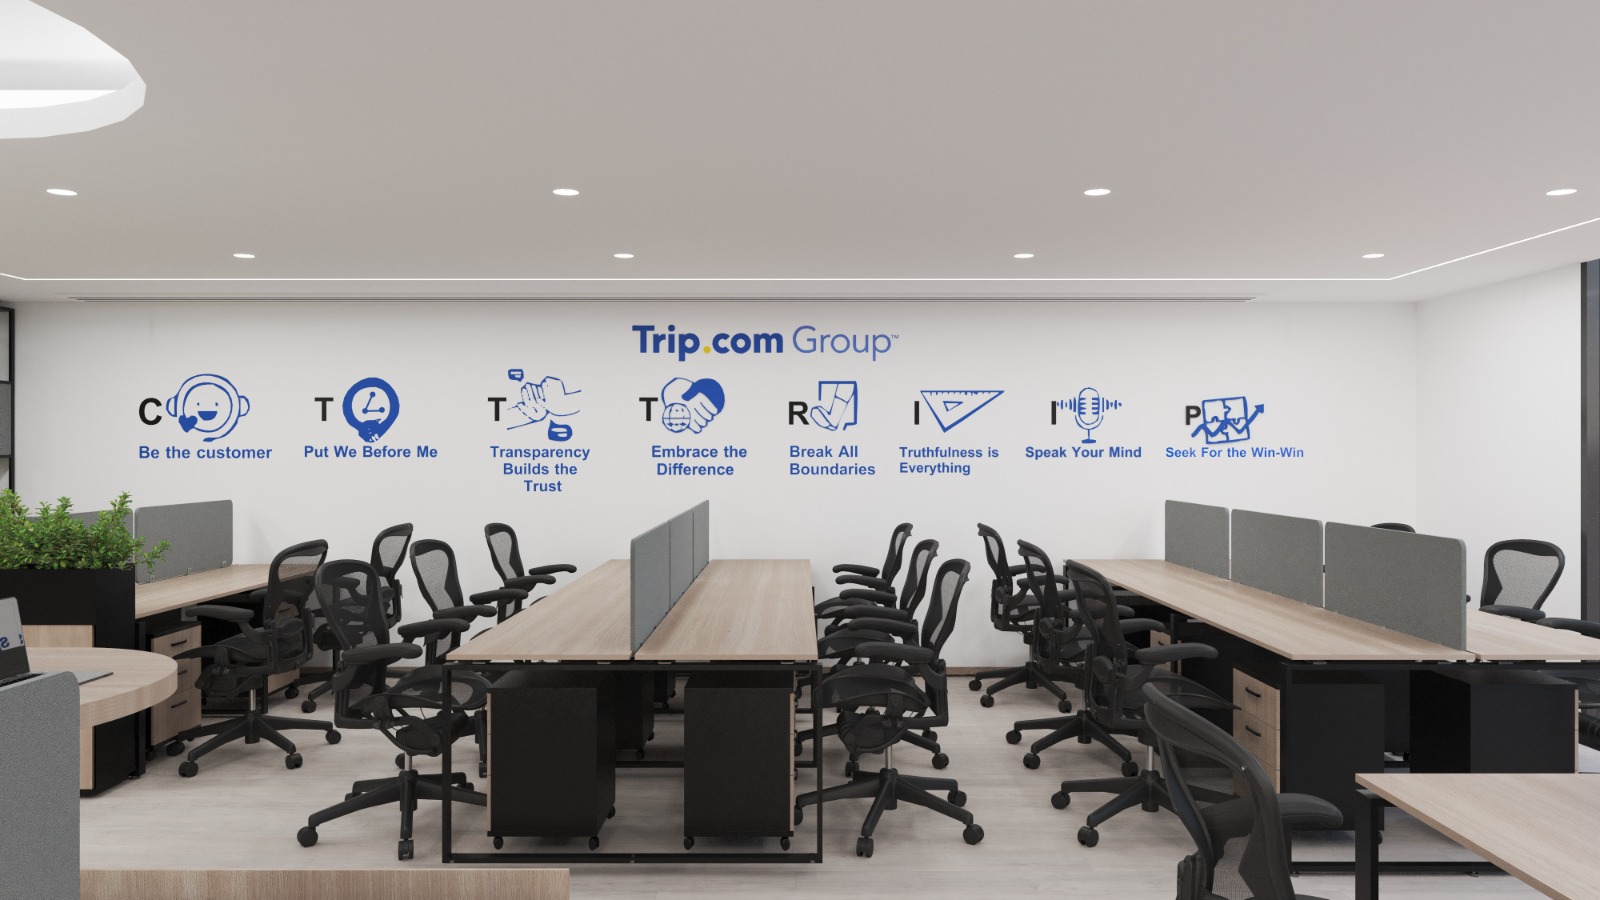 Trip.com Group™
C
Be the customer
T
Put We Before Me
T
Transparency
Builds the
Trust
T
Embrace the
Difference
R
Break All
Boundaries
I
Truthfulness is
Everything
I
Speak Your Mind
P
Seek For the Win-Win